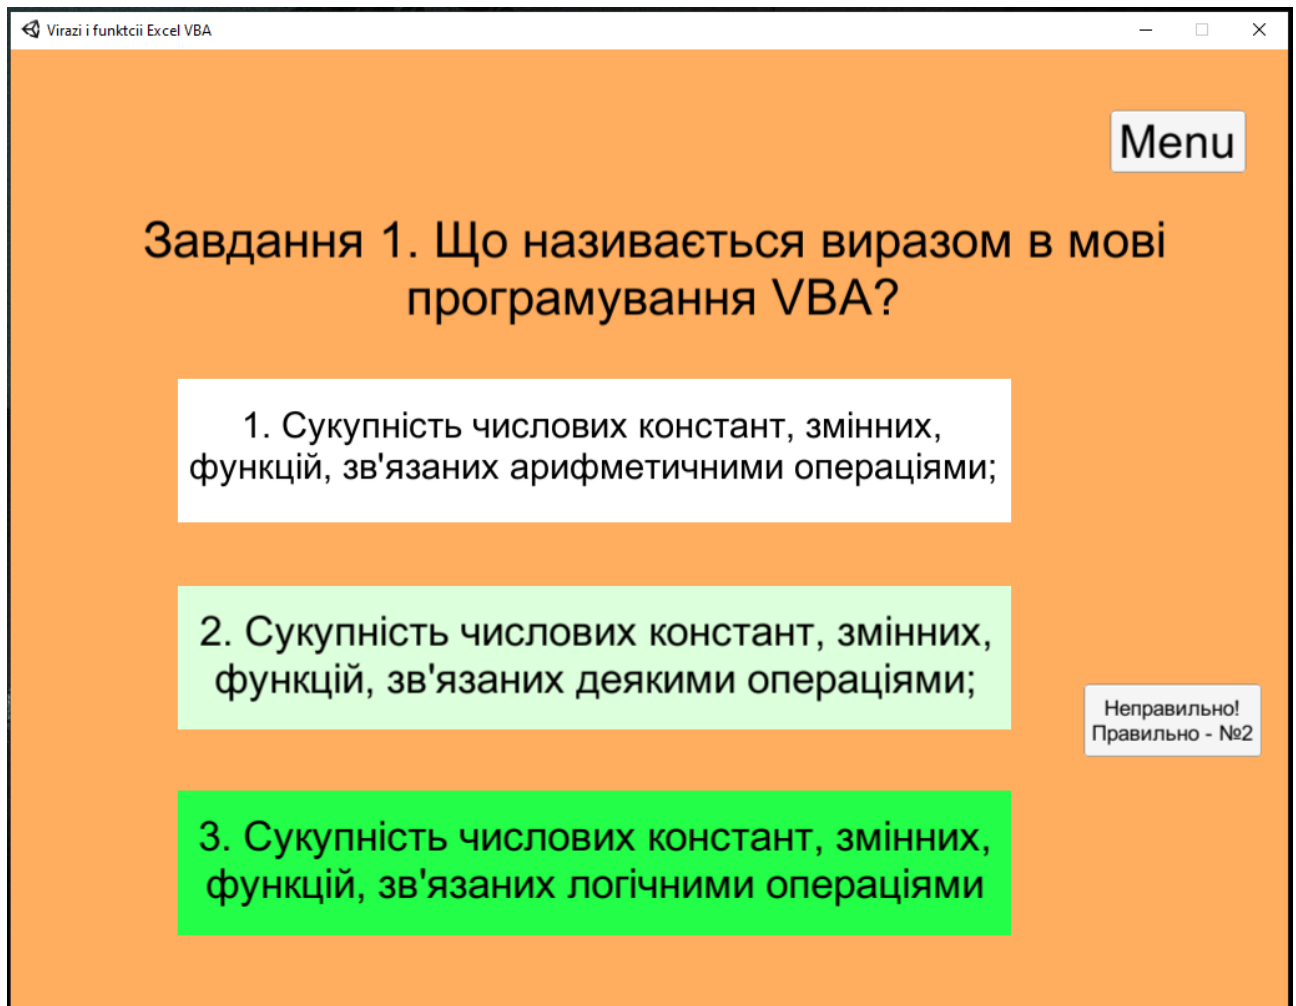 Virazi i funktcii Excel VBA
Menu
Завдання 1. Що називається виразом в мові
програмування VBA?
1. Сукупність числових констант, змінних,
функцій, зв'язаних арифметичними операціями;
2. Сукупність числових констант, змінних,
функцій, зв'язаних деякими операціями;
Неправильно!
Правильно - №2
3. Сукупність числових констант, змінних,
функцій, зв'язаних логічними операціями